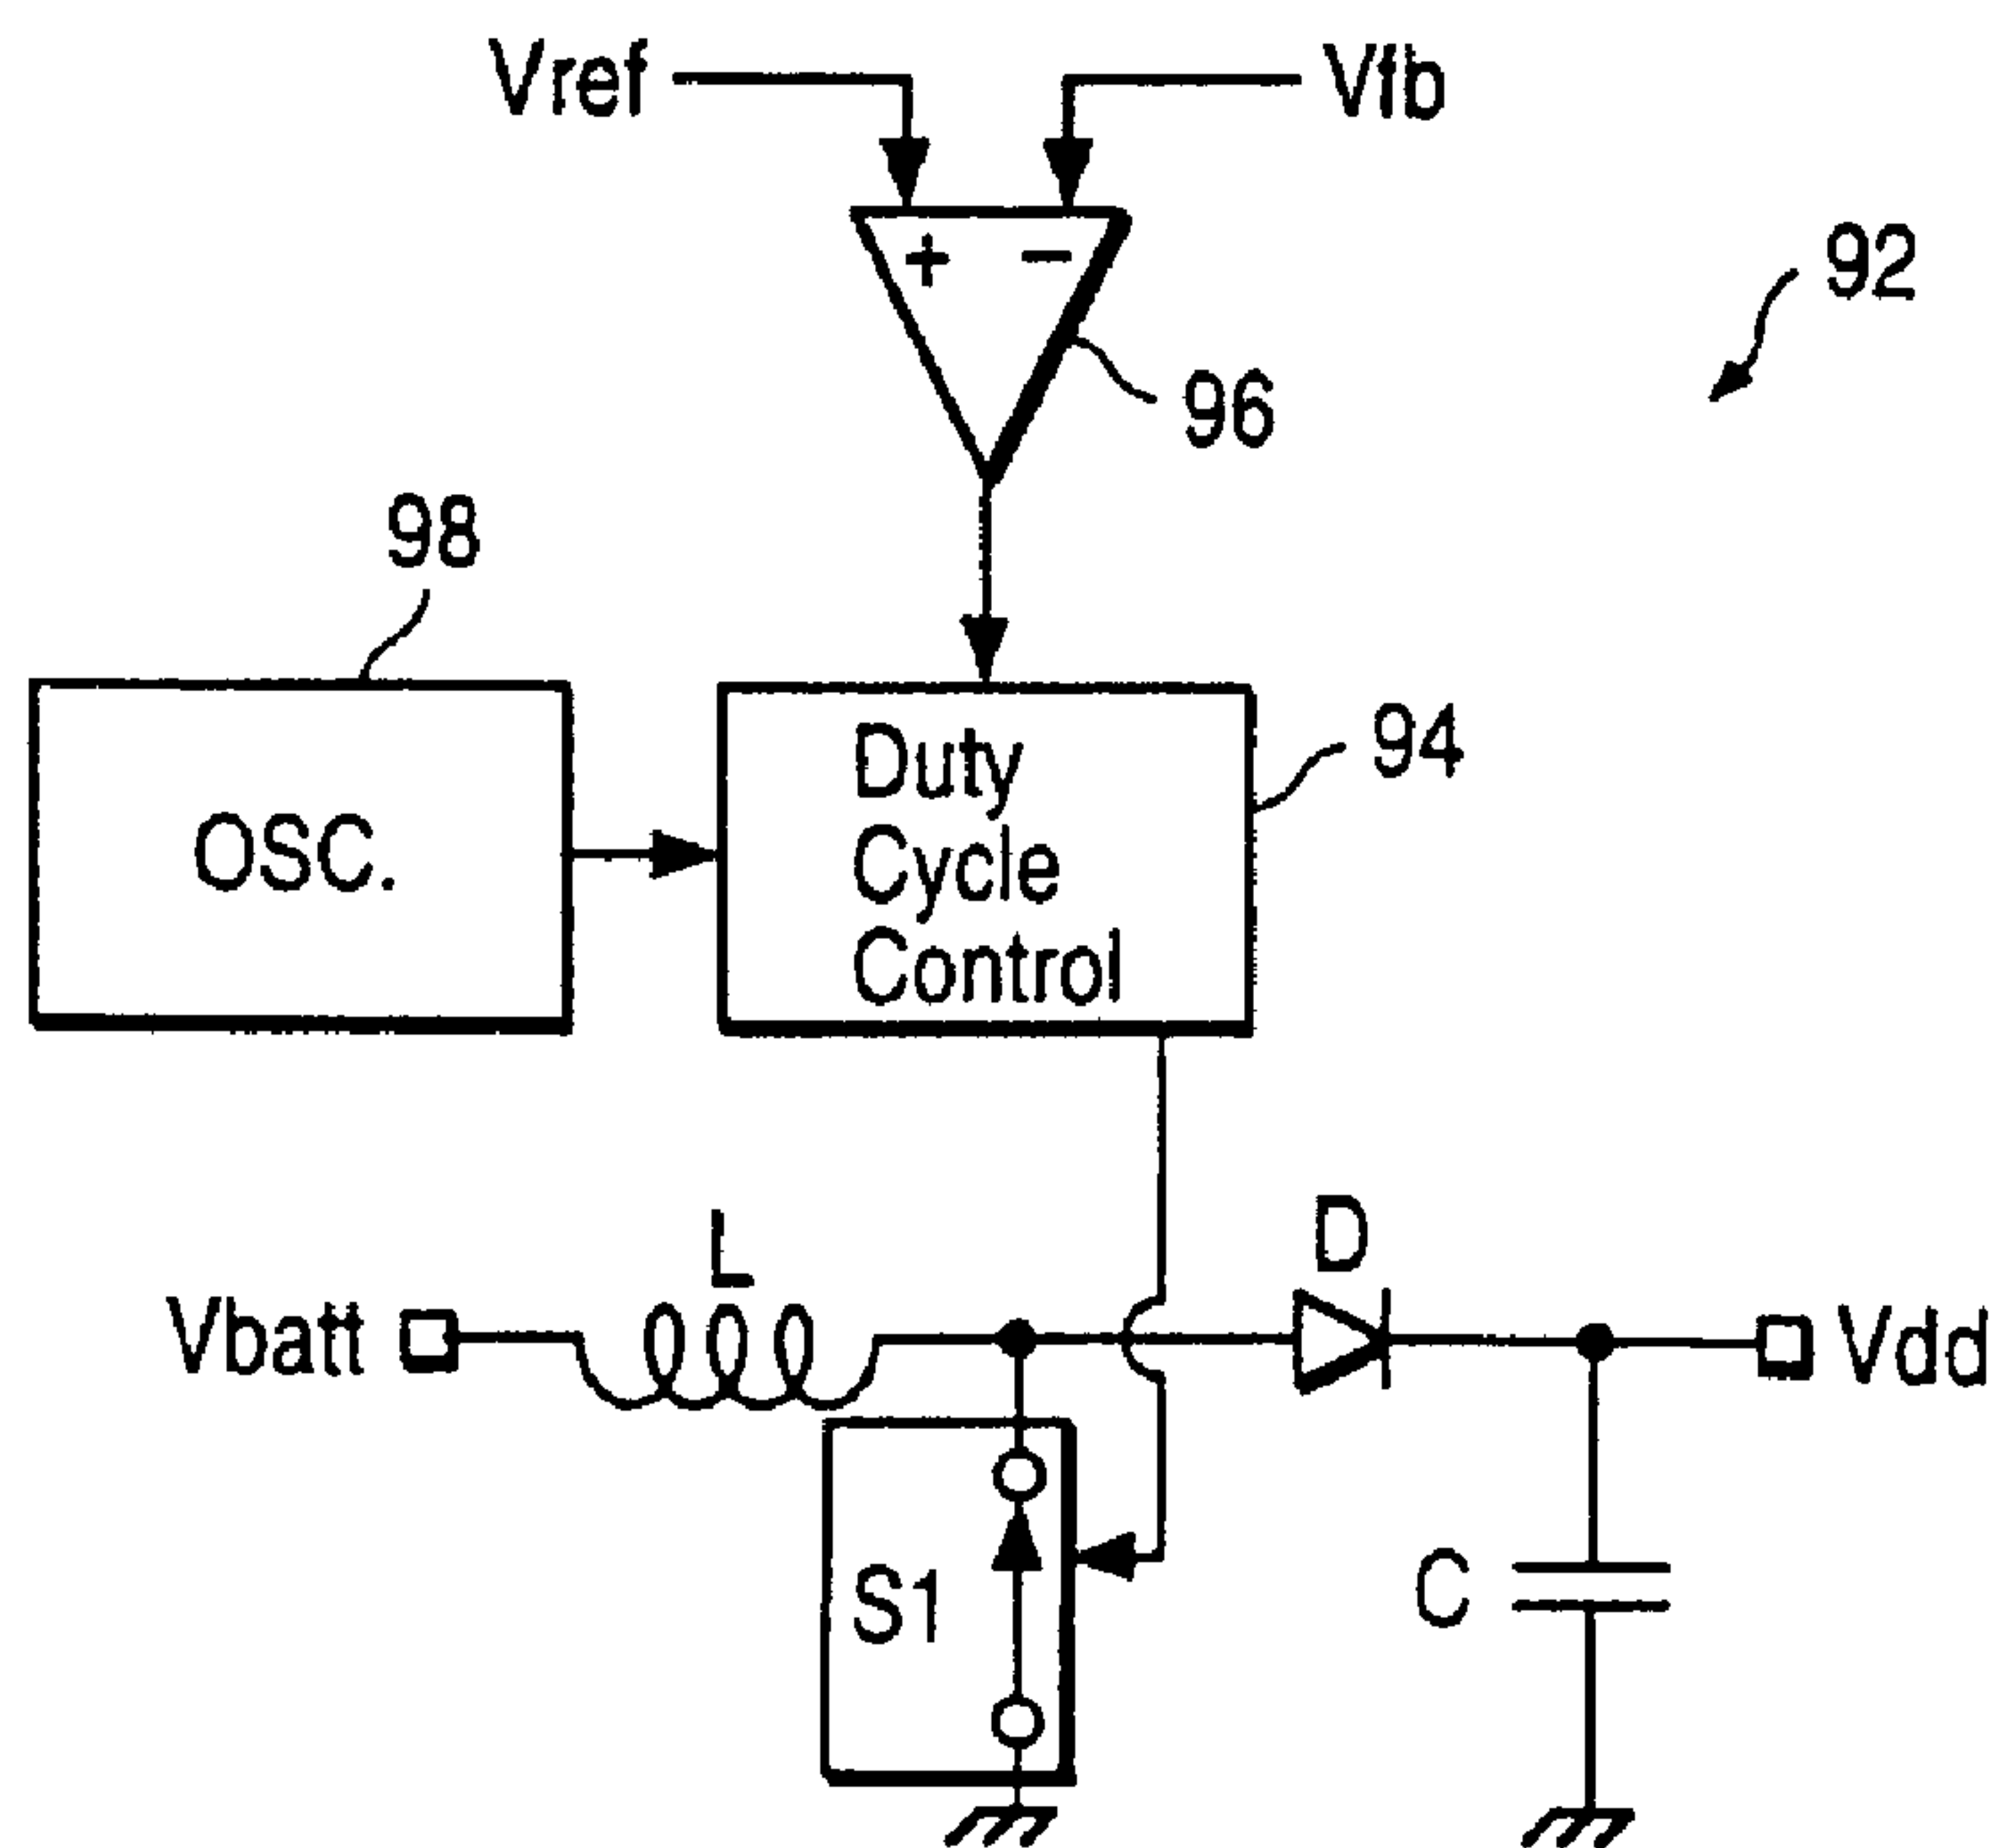 Vref
Vfb
+ −
92
96
98
OSC.
Duty
Cycle
Control
94
L
D
Vbatt
Vdd
S1
C